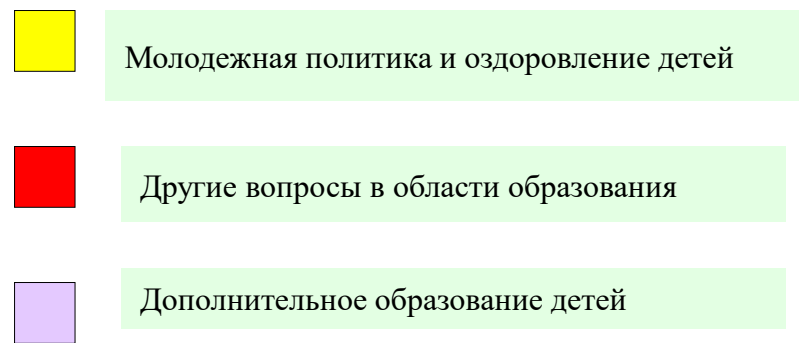 Молодежная политика и оздоровление детей
Другие вопросы в области образования
Дополнительное образование детей